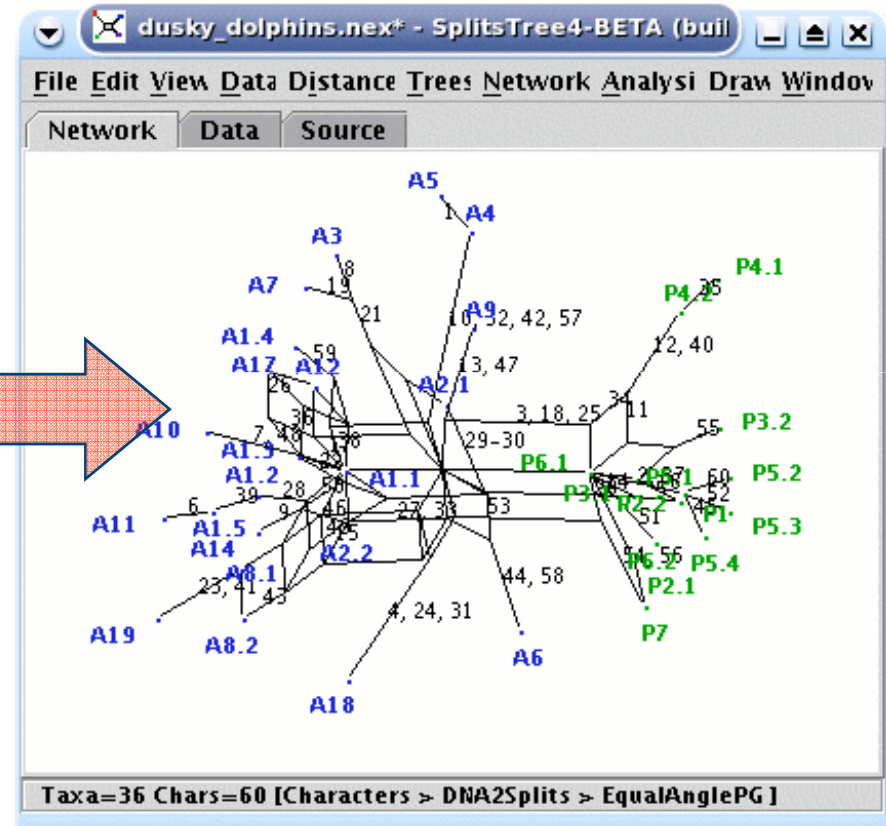 dusky_dolphins.nex* - SplitsTree4-BETA (buil
File Edit View Data Distance Trees Network Analysi Draw Window
Network Data Source
A5
1 A4
A3
8
P4.1
A7 19
35
P4.2
21
A9
10, 32, 42, 57
A1.4
59
12, 40
A17 A12
13, 47
26
A2.1
34
3, 18, 25 11
55 P3.2
A10
7, 48
29-30
A1.3
P6.1
A1.2
A1.1
60 P5.2
P3.1
52
28
39
6
27, 33
53
P2.2
P1
A11
A1.5
9
46
51
P5.3
A14
A2.2
56
P6.2 P5.4
A8.1
44, 58
23, 41
43
P2.1
4, 24, 31
A19
A8.2
P7
A6
A18
Taxa=36 Chars=60 [Characters > DNA2Splits > EqualAnglePG ]